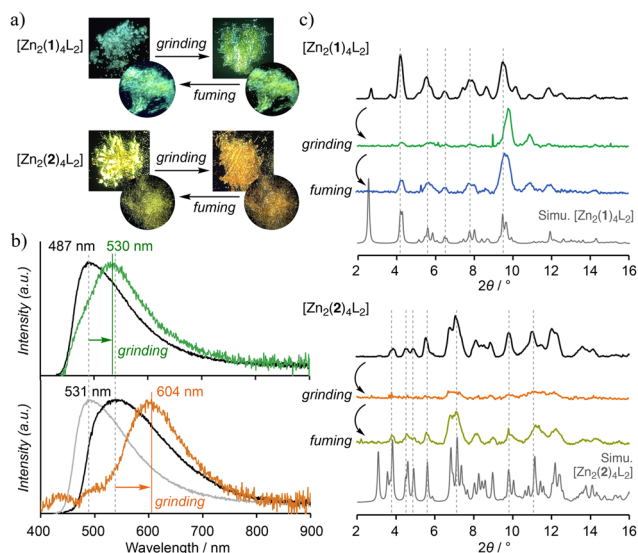 a)
[Zn₂(1)₄L₂]
grinding
fuming
[Zn₂(2)₄L₂]
grinding
fuming
b)
487 nm
530 nm
Intensity (a.u.)
grinding
531 nm
604 nm
Intensity (a.u.)
grinding
400 500 600 700 800 900
Wavelength / nm
c)
[Zn₂(1)₄L₂]
grinding
fuming
Simu. [Zn₂(1)₄L₂]
2 4 6 8 10 12 14 16
2θ / °
[Zn₂(2)₄L₂]
grinding
fuming
Simu.
[Zn₂(2)₄L₂]
2 4 6 8 10 12 14 16
2θ / °